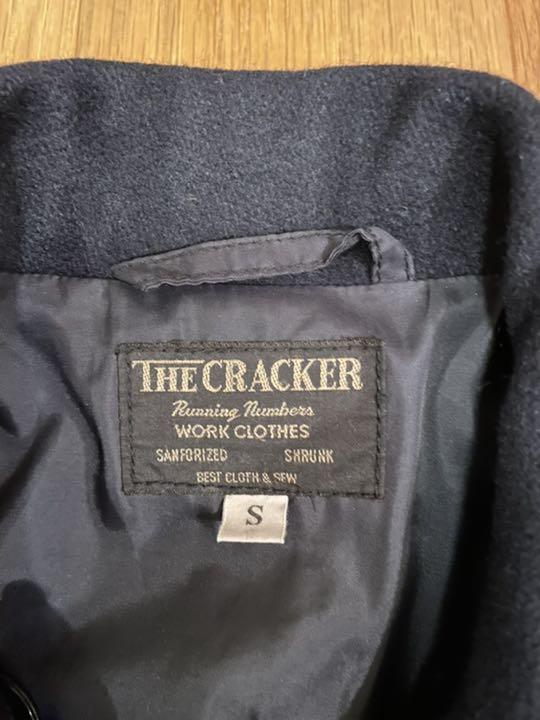 THE CRACKER
Running Numbers
WORK CLOTHES
SANFORIZED SHRUNK
BEST CLOTH & SEW
S